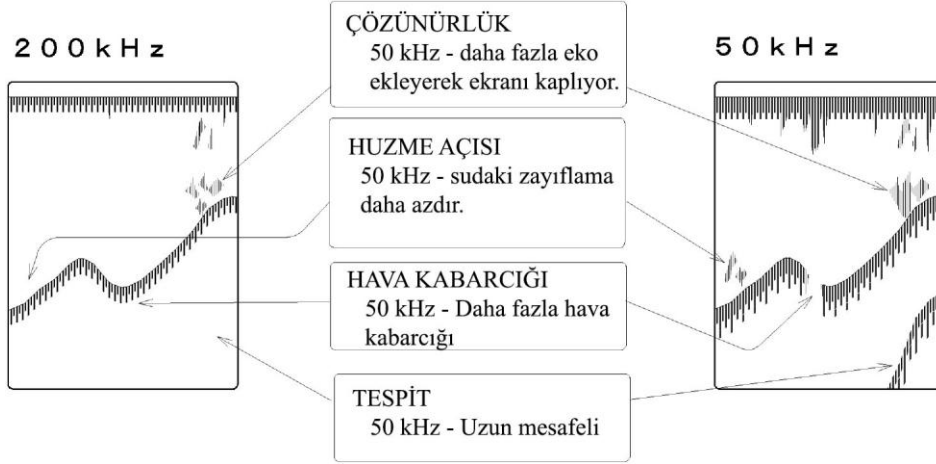 200kHz
50kHz
ÇÖZÜNÜRLÜK
50 kHz - daha fazla eko
ekleyerek ekranı kaplıyor.
HUZME AÇISI
50 kHz - sudaki zayıflama
daha azdır.
HAVA KABARCIĞI
50 kHz - Daha fazla hava
kabarcığı
TESPİT
50 kHz - Uzun mesafeli